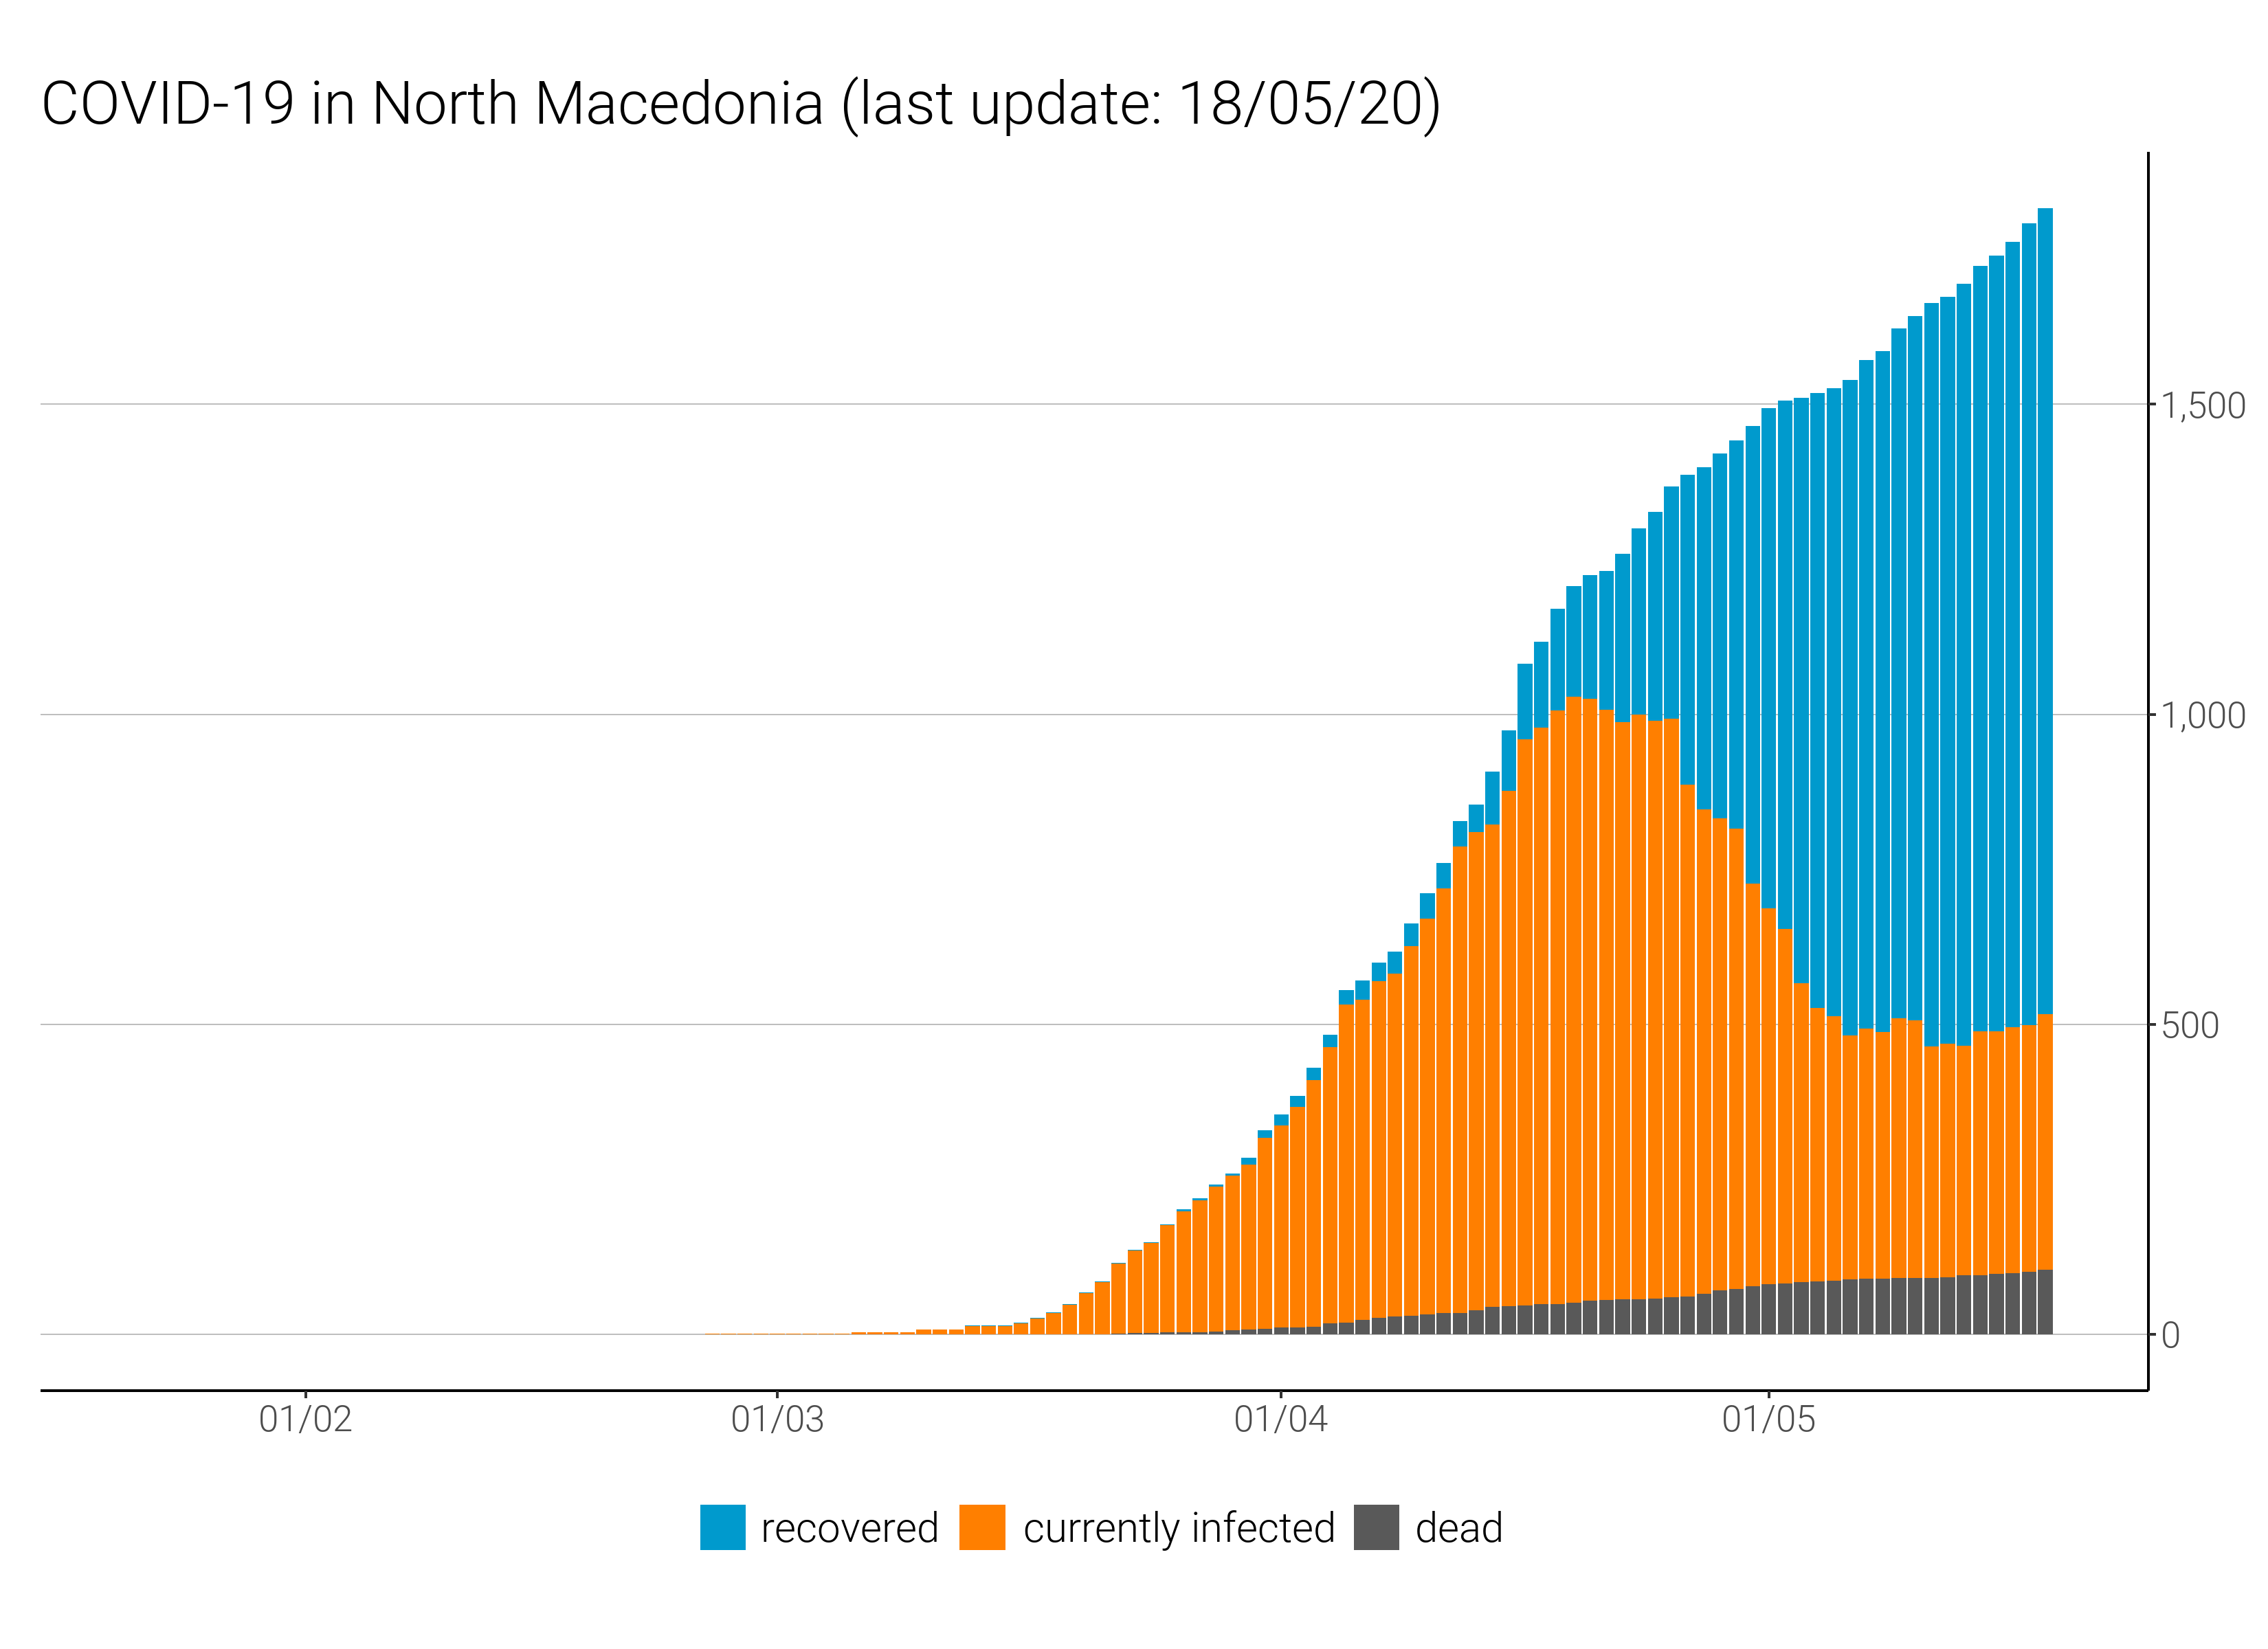 COVID-19 in North Macedonia (last update: 18/05/20)
1,500
1,000
500
0
01/02 01/03 01/04 01/05
recovered currently infected dead